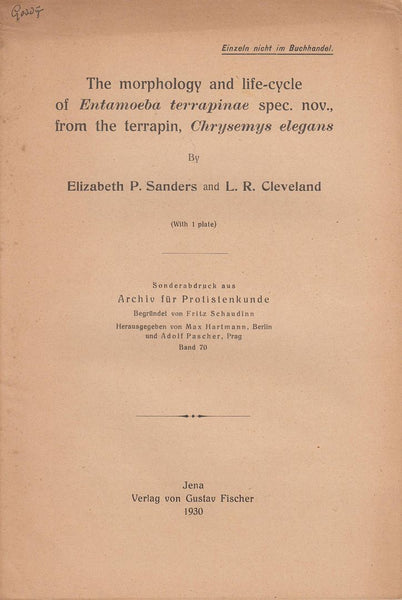 Einzeln nicht im Buchhandel.
The morphology and life-cycle
of Entamoeba terrapinae spec. nov.,
from the terrapin, Chrysemys elegans
By
Elizabeth P. Sanders and L. R. Cleveland
(With 1 plate)
Sonderabdruck aus
Archiv für Protistenkunde
Begründet von Fritz Schaudinn
Herausgegeben von Max Hartmann, Berlin
und Adolf Pascher, Prag
Band 70
Jena
Verlag von Gustav Fischer
1930